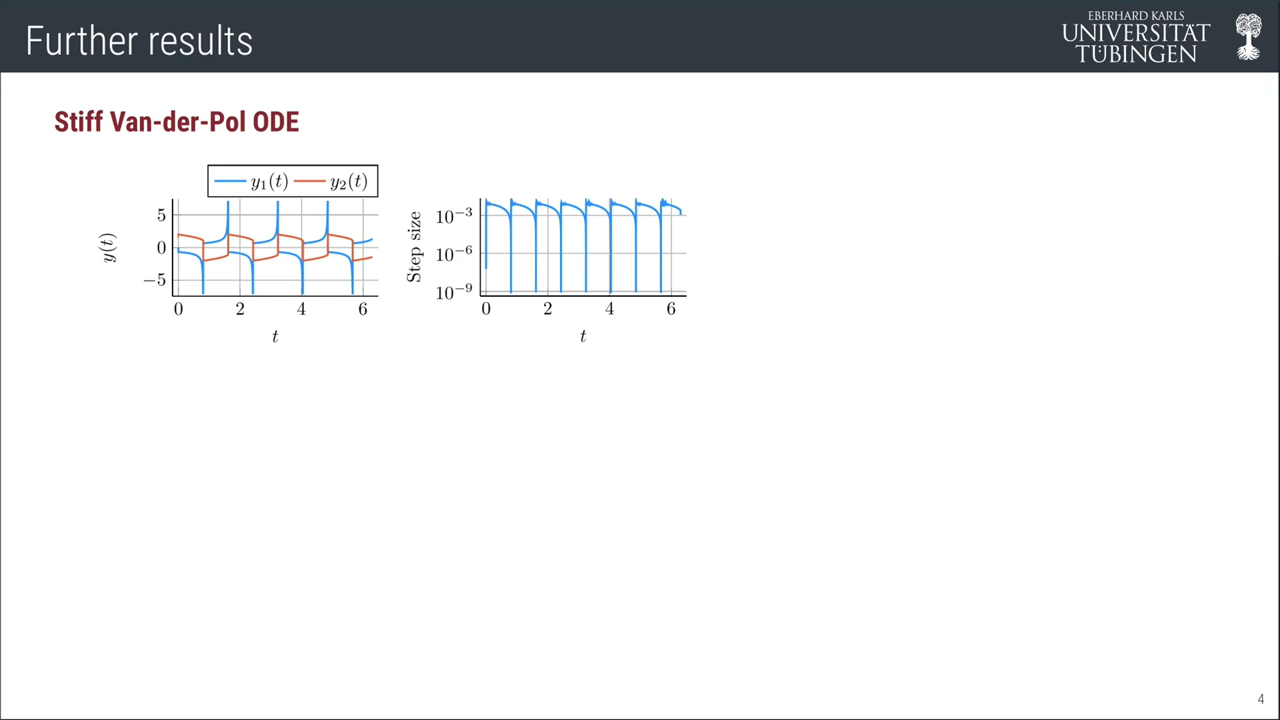 Further results
EBERHARD KARLS
UNIVERSITÄT
TÜBINGEN
Stiff Van-der-Pol ODE
y₁(t) y₂(t)
y(t)
5
0
−5
0 2 4 6
t
Step size
10⁻³
10⁻⁶
10⁻⁹
0 2 4 6
t
4